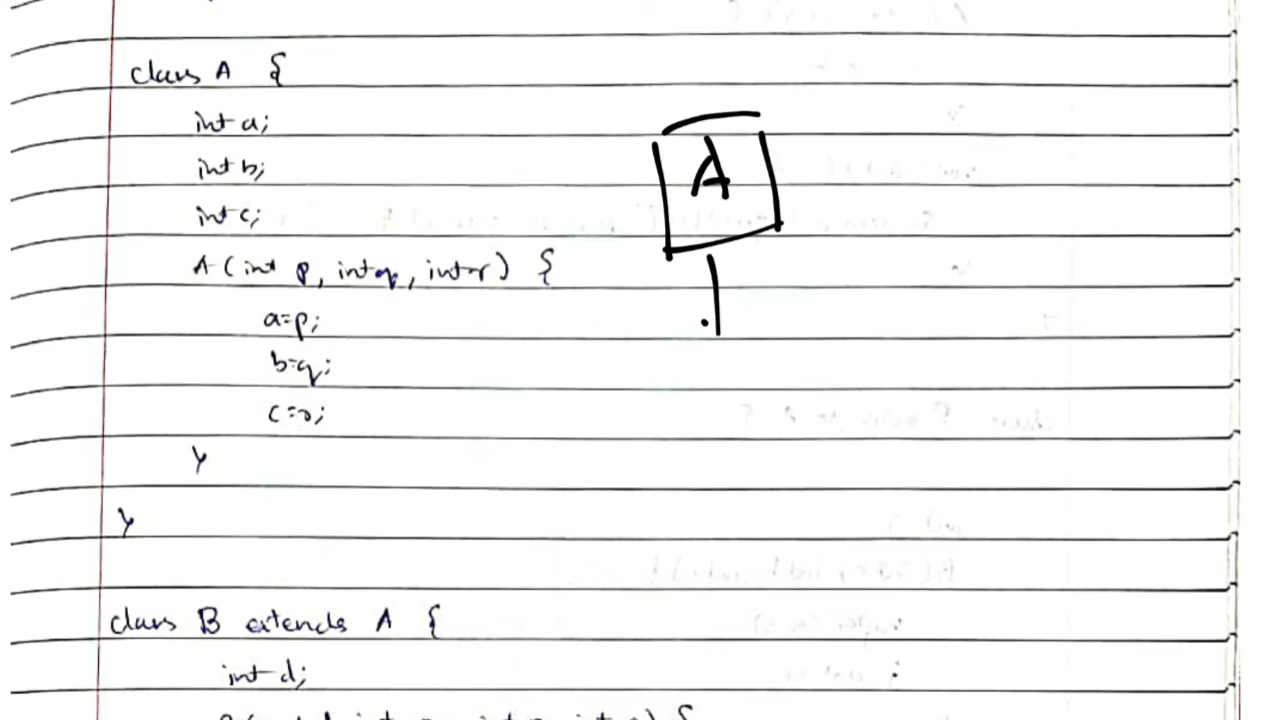 class A {
int a;
int b;
int c;
A (int p, int q, int r) {
a=p;
b=q;
c=r;
}
}
A
class B extends A {
int d;